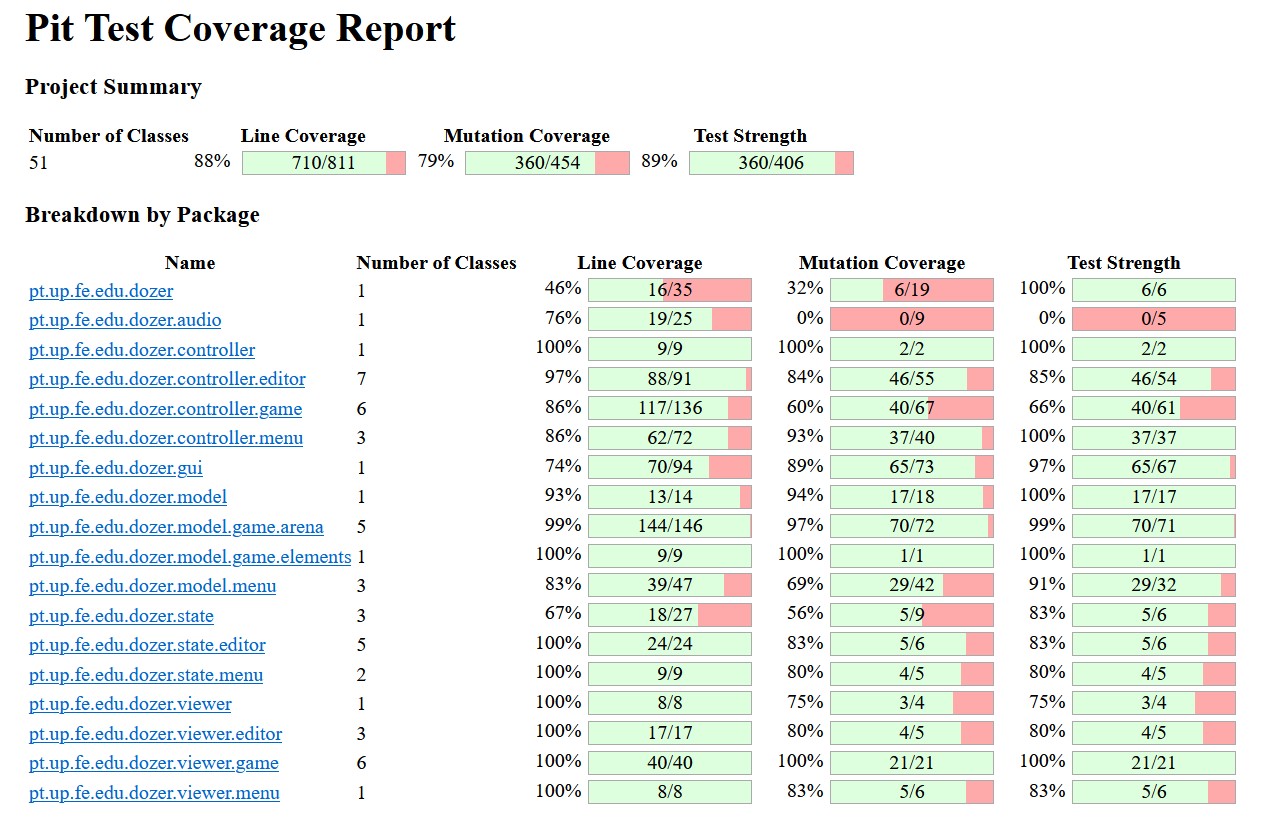 Pit Test Coverage Report
Project Summary
Number of Classes Line Coverage Mutation Coverage Test Strength
51 88% 710/811 79% 360/454 89% 360/406
Breakdown by Package
Name Number of Classes Line Coverage Mutation Coverage Test Strength
pt.up.fe.edu.dozer 1 46% 16/35 32% 6/19 100% 6/6
pt.up.fe.edu.dozer.audio 1 76% 19/25 0% 0/9 0% 0/5
pt.up.fe.edu.dozer.controller 1 100% 9/9 100% 2/2 100% 2/2
pt.up.fe.edu.dozer.controller.editor 7 97% 88/91 84% 46/55 85% 46/54
pt.up.fe.edu.dozer.controller.game 6 86% 117/136 60% 40/67 66% 40/61
pt.up.fe.edu.dozer.controller.menu 3 86% 62/72 93% 37/40 100% 37/37
pt.up.fe.edu.dozer.gui 1 74% 70/94 89% 65/73 97% 65/67
pt.up.fe.edu.dozer.model 1 93% 13/14 94% 17/18 100% 17/17
pt.up.fe.edu.dozer.model.game.arena 5 99% 144/146 97% 70/72 99% 70/71
pt.up.fe.edu.dozer.model.game.elements 1 100% 9/9 100% 1/1 100% 1/1
pt.up.fe.edu.dozer.model.menu 3 83% 39/47 69% 29/42 91% 29/32
pt.up.fe.edu.dozer.state 3 67% 18/27 56% 5/9 83% 5/6
pt.up.fe.edu.dozer.state.editor 5 100% 24/24 83% 5/6 83% 5/6
pt.up.fe.edu.dozer.state.menu 2 100% 9/9 80% 4/5 80% 4/5
pt.up.fe.edu.dozer.viewer 1 100% 8/8 75% 3/4 75% 3/4
pt.up.fe.edu.dozer.viewer.editor 3 100% 17/17 80% 4/5 80% 4/5
pt.up.fe.edu.dozer.viewer.game 6 100% 40/40 100% 21/21 100% 21/21
pt.up.fe.edu.dozer.viewer.menu 1 100% 8/8 83% 5/6 83% 5/6